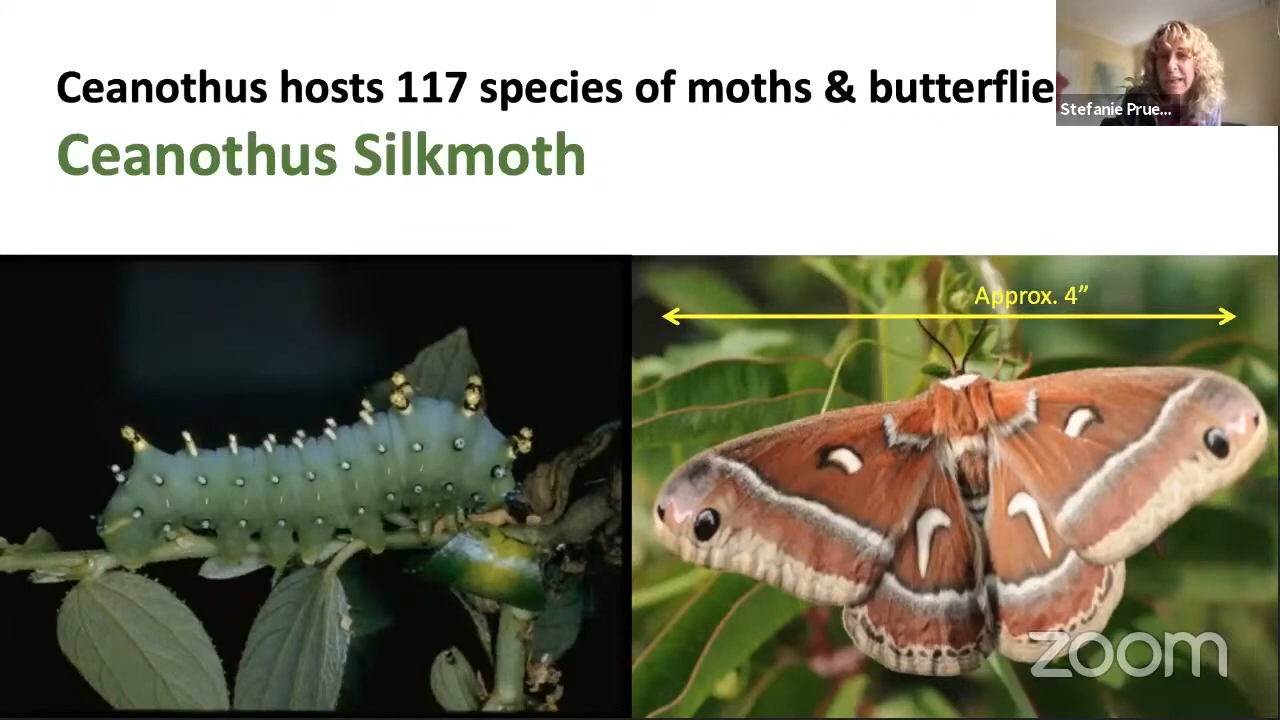 Ceanothus hosts 117 species of moths & butterflie
Stefanie Prue...
Ceanothus Silkmoth
Approx. 4”
zoom